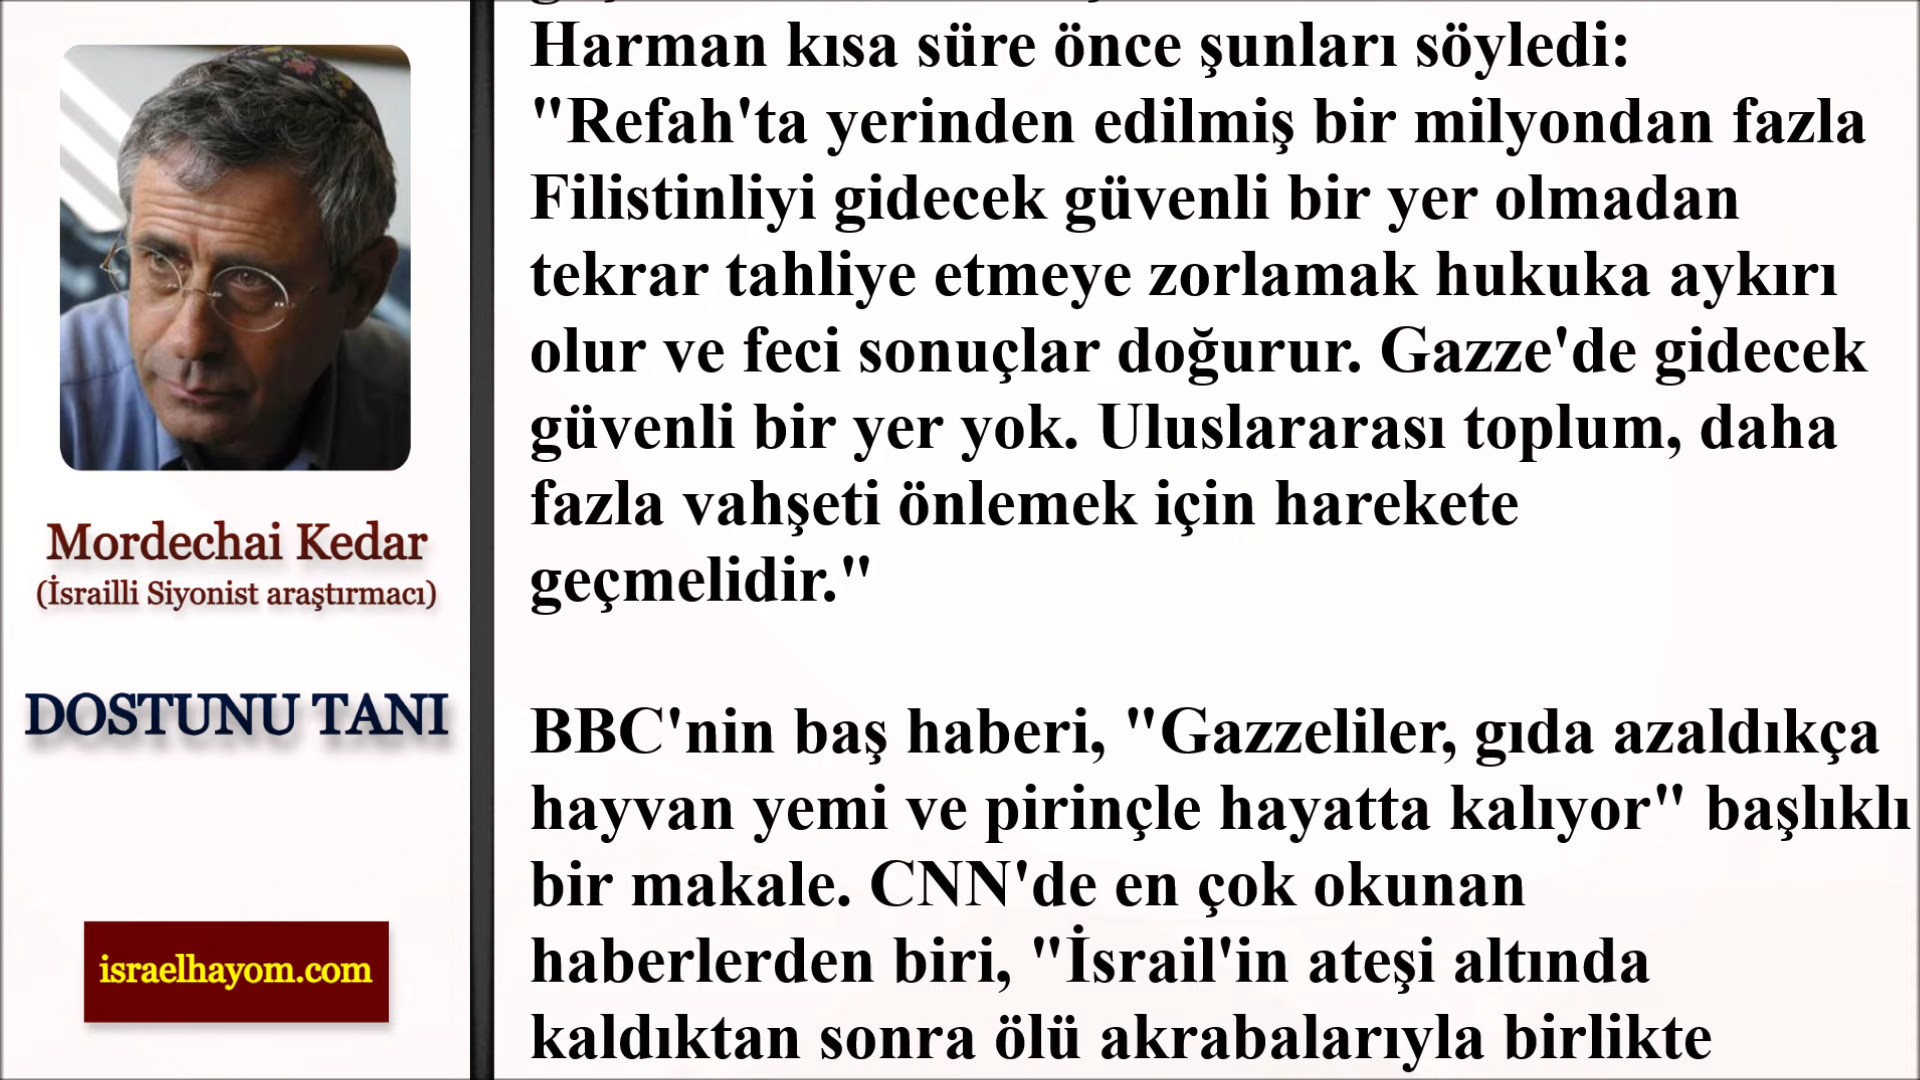 Mordechai Kedar
(İsrailli Siyonist araştırmacı)
DOSTUNU TANI
israelhayom.com
Harman kısa süre önce şunları söyledi:
"Refah'ta yerinden edilmiş bir milyondan fazla
Filistinliyi gidecek güvenli bir yer olmadan
tekrar tahliye etmeye zorlamak hukuka aykırı
olur ve feci sonuçlar doğurur. Gazze'de gidecek
güvenli bir yer yok. Uluslararası toplum, daha
fazla vahşeti önlemek için harekete
geçmelidir."
BBC'nin baş haberi, "Gazzeliler, gıda azaldıkça
hayvan yemi ve pirinçle hayatta kalıyor" başlıklı
bir makale. CNN'de en çok okunan
haberlerden biri, "İsrail'in ateşi altında
kaldıktan sonra ölü akrabalarıyla birlikte